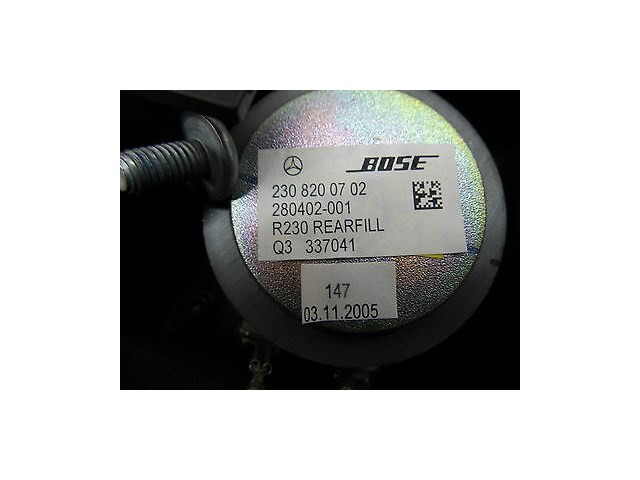 BOSE
230 820 07 02
280402-001
R230 REARFILL
Q3 337041
147
03.11.2005